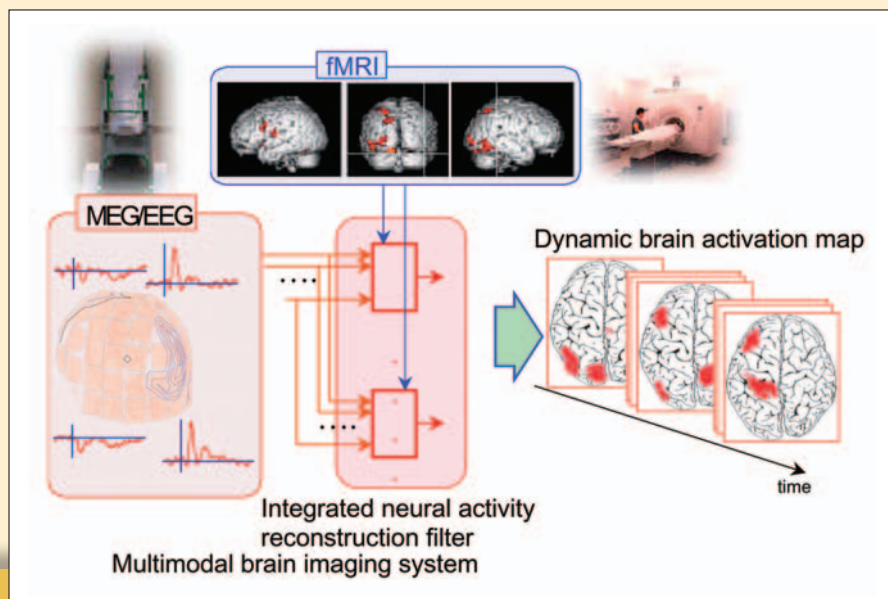 fMRI
MEG/EEG
Dynamic brain activation map
time
Integrated neural activity
reconstruction filter
Multimodal brain imaging system